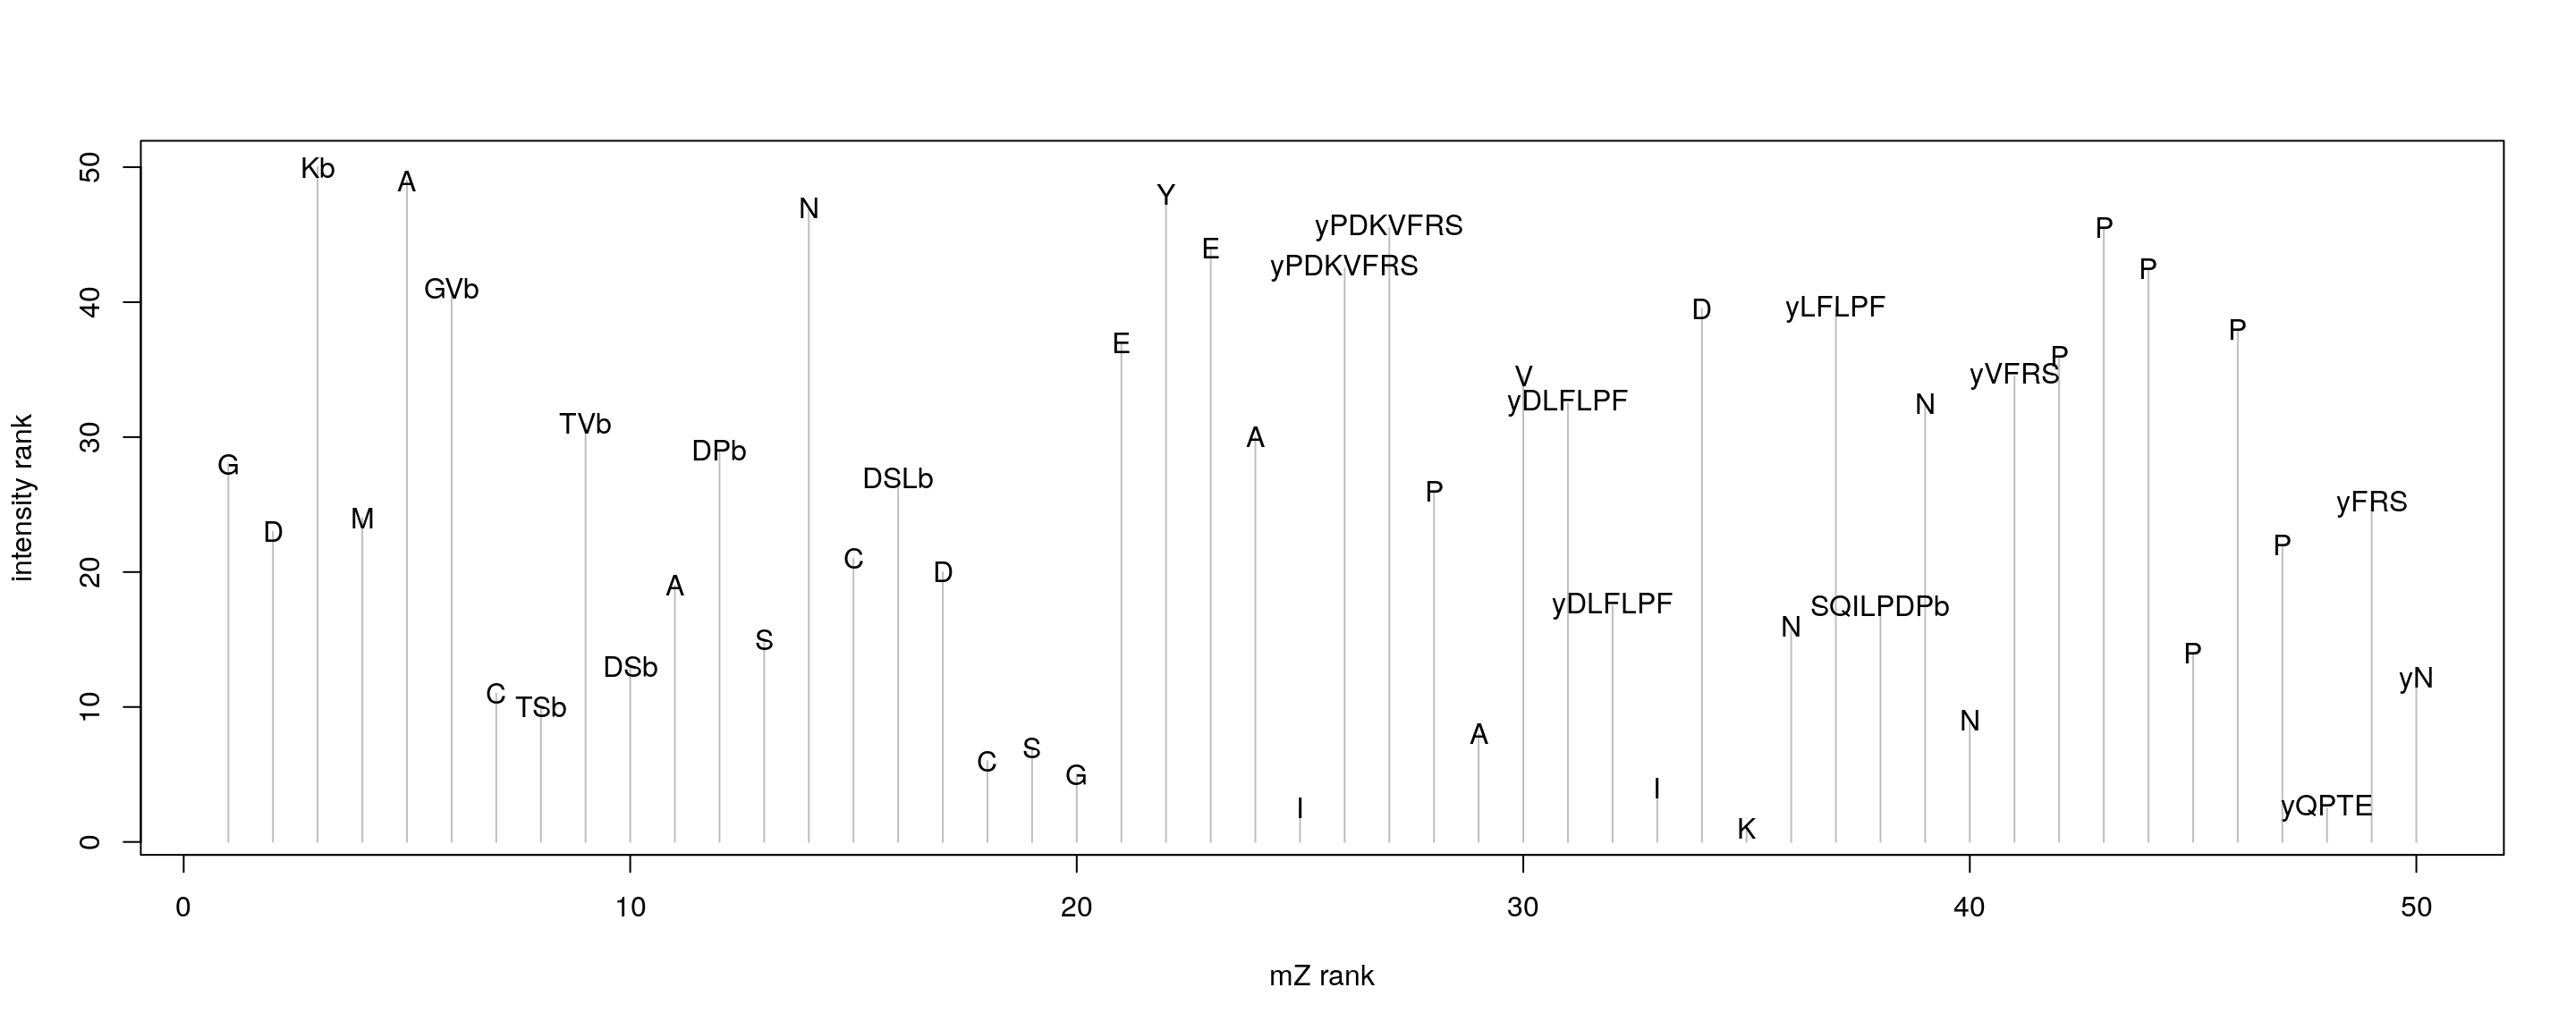 Kb
A
Y
N
yPDKVFRS
P
E
yPDKVFRS
P
GVb
D
yLFLPF
P
E
P
V
yVFRS
yDLFLPF
N
TVb
A
DPb
G
DSLb
P
yFRS
M
D
C
P
D
A
yDLFLPF
SQILPDPb
N
S
P
DSb
yN
C
TSb
N
A
S
C
G
I
I
yQPTE
K
50
40
30
20
10
0
intensity rank
0 10 20 30 40 50
mZ rank